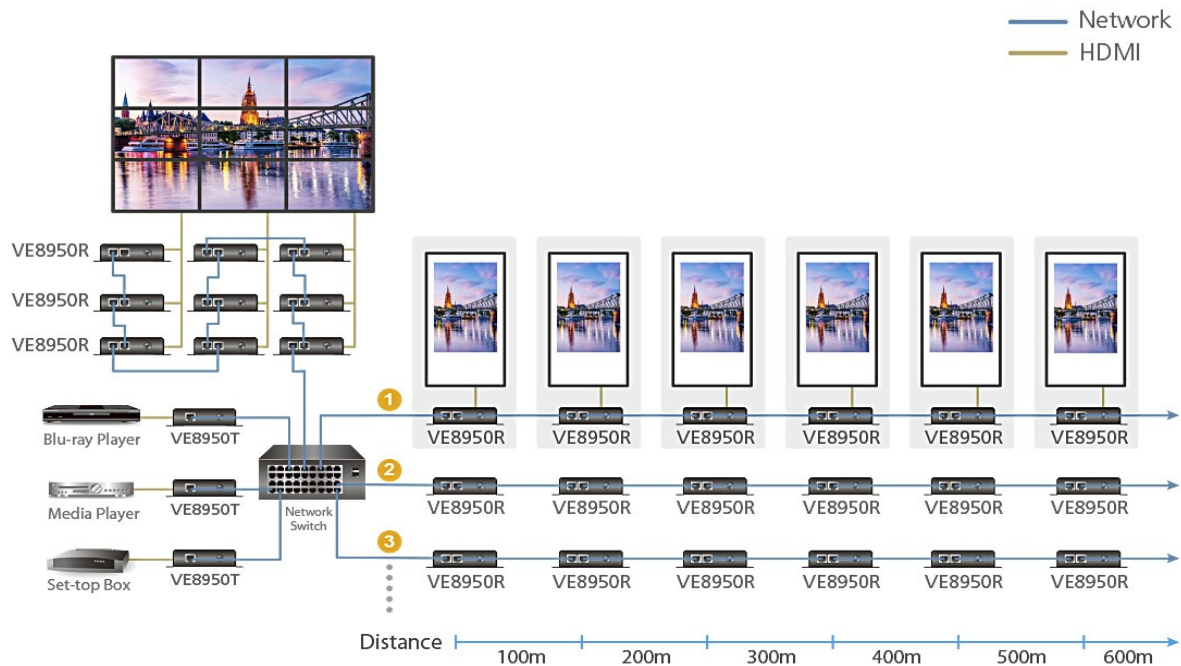 Network
HDMI
VE8950R
VE8950R
VE8950R
Blu-ray Player
VE8950T
Media Player
VE8950T
Set-top Box
VE8950T
Network
Switch
1
VE8950R VE8950R VE8950R VE8950R VE8950R VE8950R
2
VE8950R VE8950R VE8950R VE8950R VE8950R VE8950R
3
VE8950R VE8950R VE8950R VE8950R VE8950R VE8950R
Distance
100m 200m 300m 400m 500m 600m